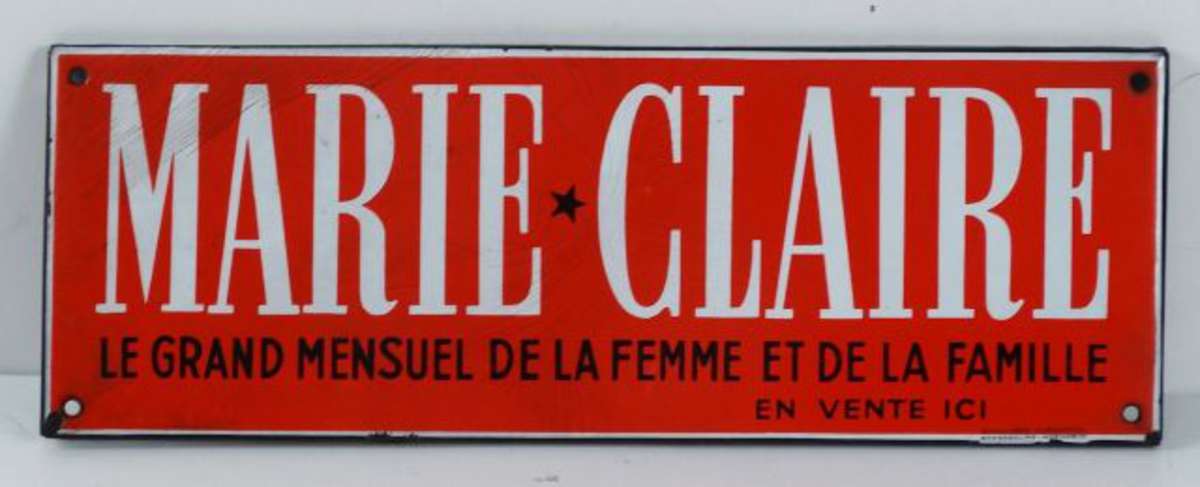 MARIE★CLAIRE
LE GRAND MENSUEL DE LA FEMME ET DE LA FAMILLE
EN VENTE ICI